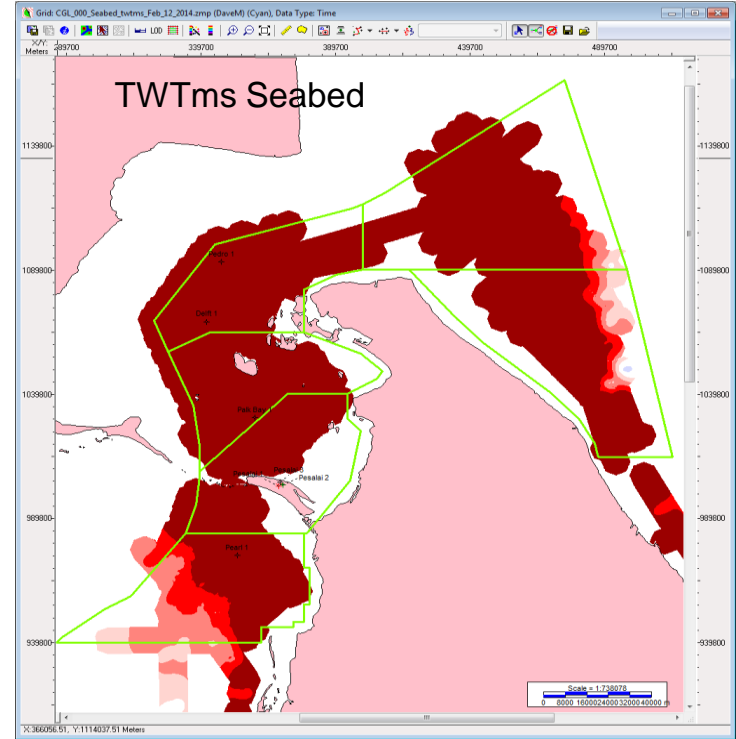 Grid: CGL_000_Seabed_twtms_Feb_12_2014.zmp (DaveM) (Cyan), Data Type: Time
LOD
X/Y:
Meters
289700 339700 389700 439700 489700
TWTms Seabed
1139800 1139800
Pedro 1
1089800 1089800
Delft 1
1039800 1039800
Palk Bay 1
Pesalai 2
989800 989800
Pearl 1
939800 939800
Scale = 1:738078
0 8000 16000 24000 32000 40000 m
X:366056.51, Y:1114037.51 Meters